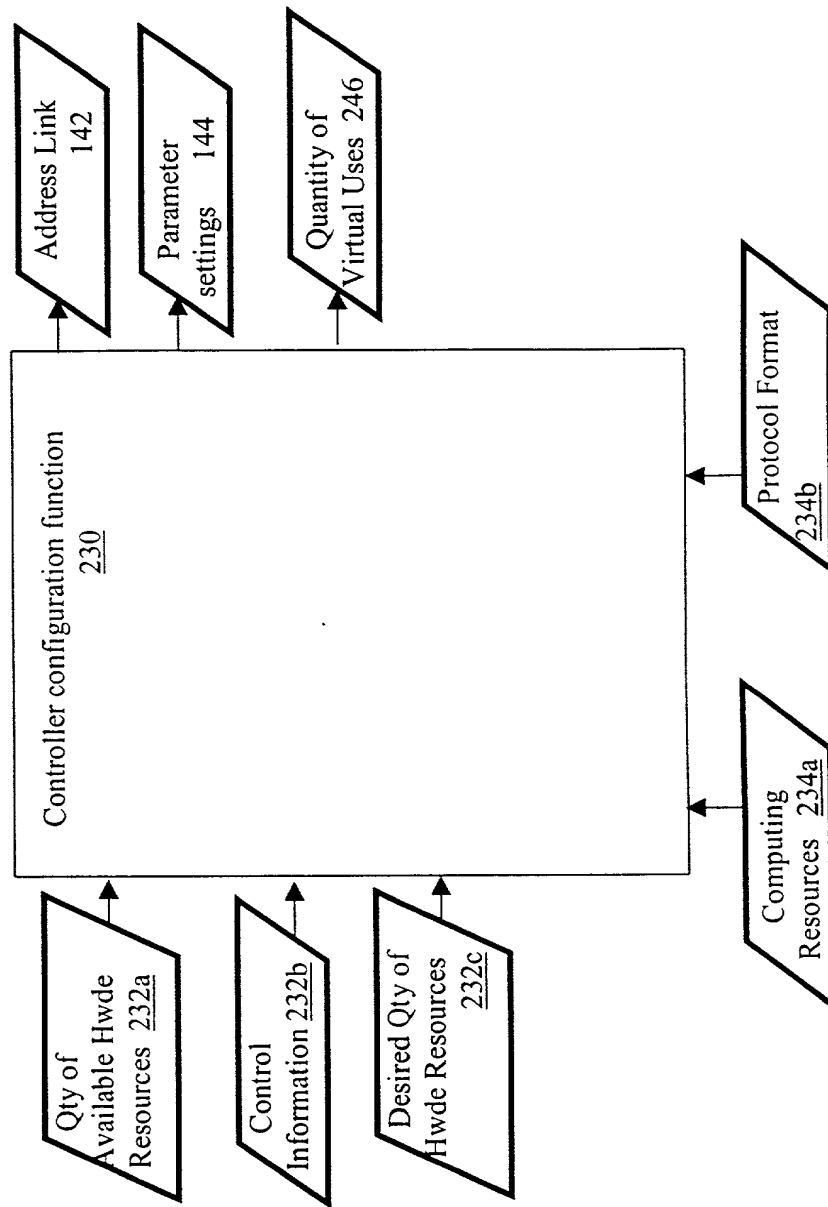 Controller configuration function
230
Qty of
Available Hwde
Resources 232a
Control
Information 232b
Desired Qty of
Hwde Resources
232c
Address Link
142
Parameter
settings 144
Quantity of
Virtual Uses 246
Computing
Resources 234a
Protocol Format
234b